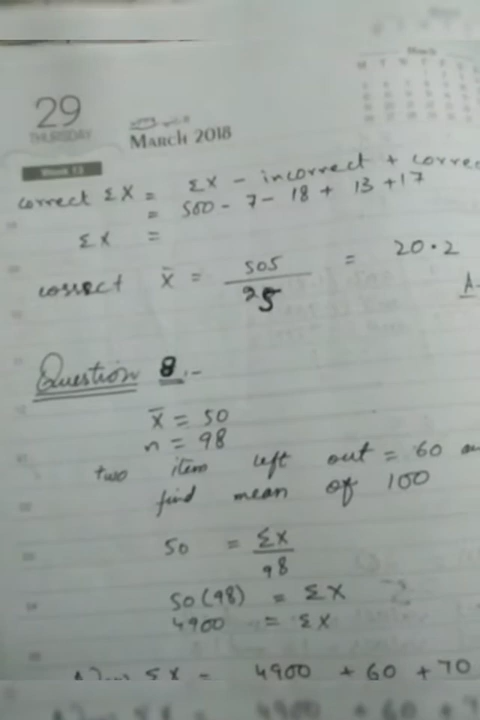 29
THURSDAY
MARCH 2018
Week 13
correct ΣX = ΣX - incorrect + correc
= 500 - 7 - 18 + 13 + 17
ΣX =
correct x̄ = 505/25 = 20.2
Question 8.-
x̄ = 50
n = 98
two item left out = 60
find mean of 100
50 = ΣX/98
50(98) = ΣX
4900 = ΣX
ΣX = 4900 + 60 + 70